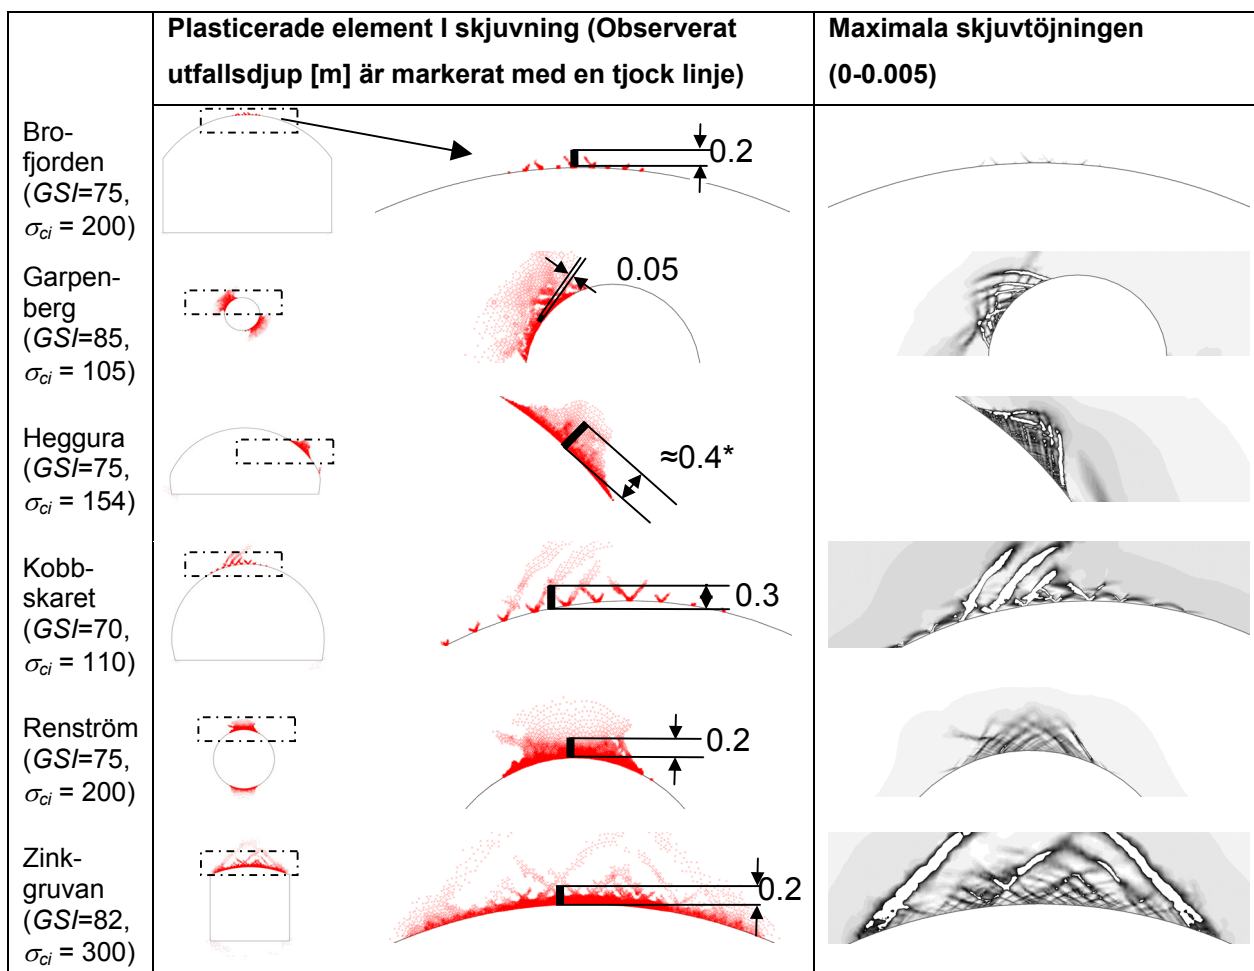 Plasticerade element I skjuvning (Observerat
utfallsdjup [m] är markerat med en tjock linje)
Maximala skjuvtöjningen
(0-0.005)
Bro-
fjorden
(GSI=75,
σci = 200)
0.2
Garpen-
berg
(GSI=85,
σci = 105)
0.05
Heggura
(GSI=75,
σci = 154)
≈0.4*
Kobb-
skaret
(GSI=70,
σci = 110)
0.3
Renström
(GSI=75,
σci = 200)
0.2
Zink-
gruvan
(GSI=82,
σci = 300)
0.2